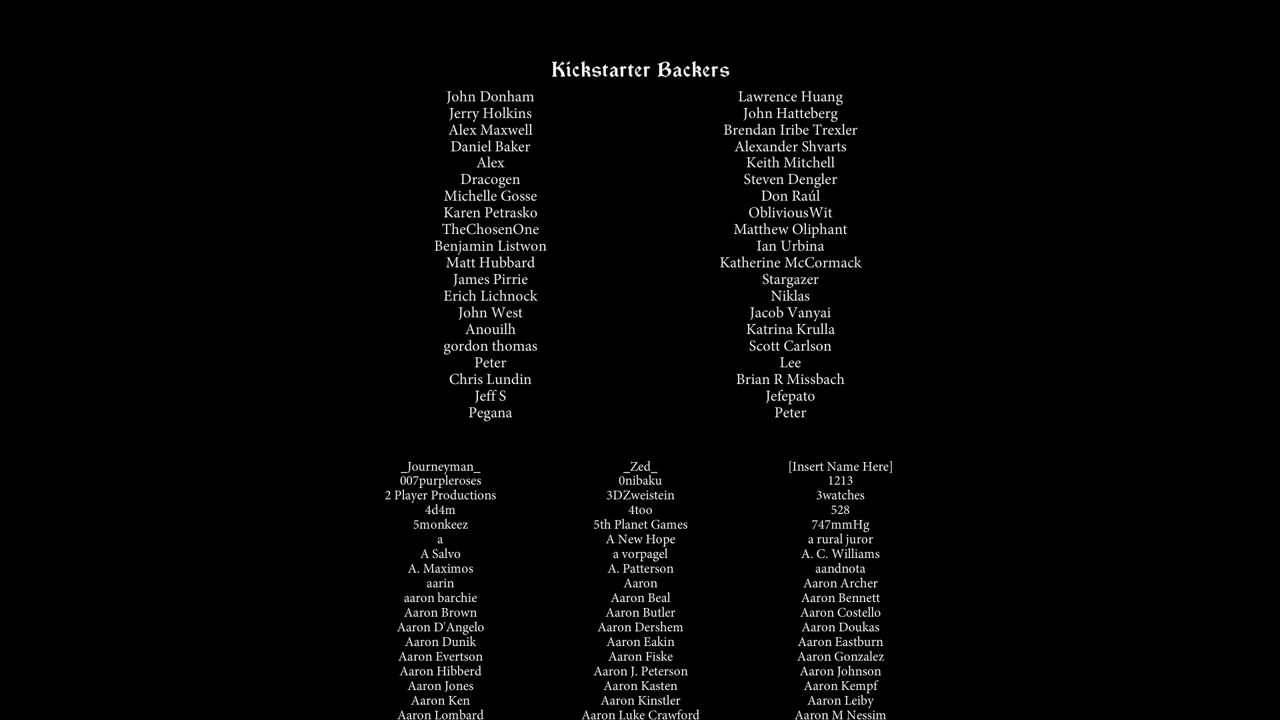 Kickstarter Backers
John Donham Lawrence Huang
Jerry Holkins John Hatteberg
Alex Maxwell Brendan Iribe Trexler
Daniel Baker Alexander Shvarts
Alex Keith Mitchell
Dracogen Steven Dengler
Michelle Gosse Don Raúl
Karen Petrasko ObliviousWit
TheChosenOne Matthew Oliphant
Benjamin Listwon Ian Urbina
Matt Hubbard Katherine McCormack
James Pirrie Stargazer
Erich Lichnock Niklas
John West Jacob Vanyai
Anouilh Katrina Krulla
gordon thomas Scott Carlson
Peter Lee
Chris Lundin Brian R Missbach
Jeff S Jefepato
Pegana Peter
_Journeyman_ _Zed_ [Insert Name Here]
007purpleroses 0nibaku 1213
2 Player Productions 3DZweistein 3watches
4d4m 4too 528
5monkeez 5th Planet Games 747mmHg
a A New Hope a rural juror
A Salvo a vorpagel A. C. Williams
A. Maximos A. Patterson aandnota
aarin Aaron Aaron Archer
aaron barchie Aaron Beal Aaron Bennett
Aaron Brown Aaron Butler Aaron Costello
Aaron D'Angelo Aaron Dershem Aaron Doukas
Aaron Dunik Aaron Eakin Aaron Eastburn
Aaron Evertson Aaron Fiske Aaron Gonzalez
Aaron Hibberd Aaron J. Peterson Aaron Johnson
Aaron Jones Aaron Kasten Aaron Kempf
Aaron Ken Aaron Kinstler Aaron Leiby
Aaron Lombard Aaron Luke Crawford Aaron M Nessim